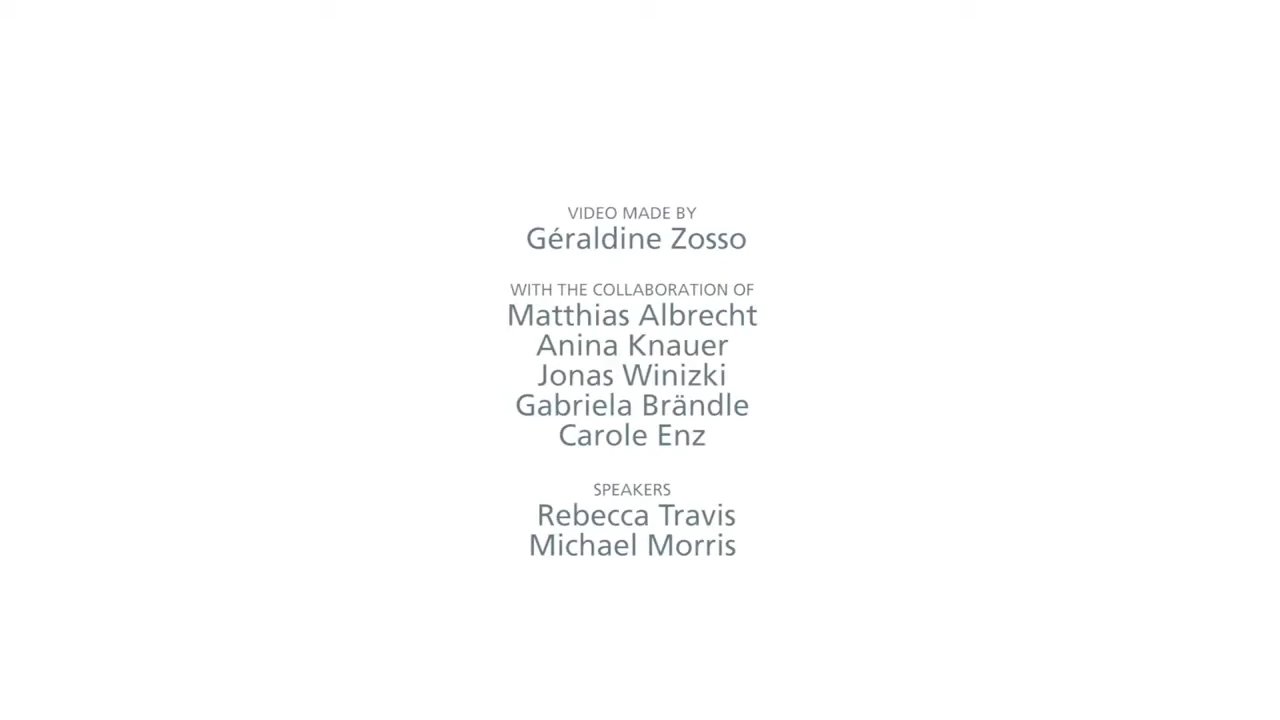 VIDEO MADE BY
Géraldine Zosso
WITH THE COLLABORATION OF
Matthias Albrecht
Anina Knauer
Jonas Winizki
Gabriela Brändle
Carole Enz
SPEAKERS
Rebecca Travis
Michael Morris